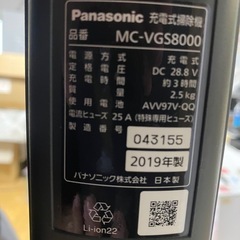 Panasonic 充電式掃除機
品番 MC-VGS8000
電源方式 充電式
定格電圧 DC 28.8 V
充電時間 約3時間
質量 2.5kg
使用電池 AVV97V-QQ
電流ヒューズ 25 A (特殊専用ヒューズ)
製造番号 043155
2019年製
パナソニック株式会社 日本製
Li-ion22